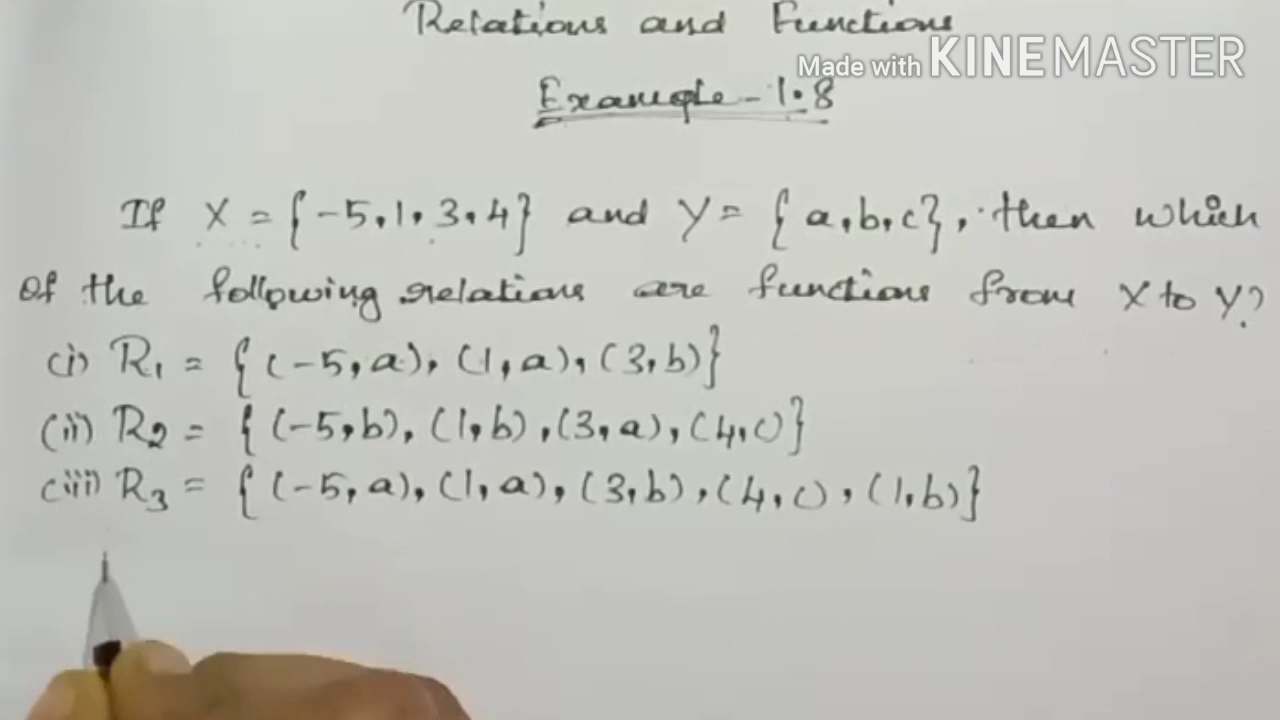 Relations and Functions
Made with KINEMASTER
Example - 1.8
If X = {-5, 1, 3, 4} and Y = {a, b, c}, then which
of the following relations are functions from X to Y?
(i) R₁ = {(-5, a), (1, a), (3, b)}
(ii) R₂ = {(-5, b), (1, b), (3, a), (4, c)}
(iii) R₃ = {(-5, a), (1, a), (3, b), (4, c), (1, b)}